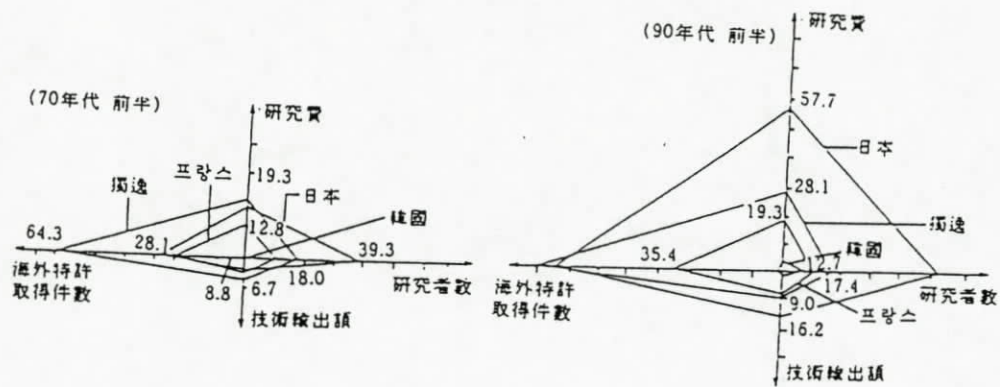 (70年代 前半)
研究費
19.3
프랑스
獨逸
日本
韓國
64.3
28.1
12.8
39.3
海外特許
取得件數
8.8
6.7
18.0
研究者數
技術輸出額
(90年代 前半)
研究費
57.7
日本
28.1
19.3
獨逸
韓國
35.4
12.7
海外特許
取得件數
17.4
研究者數
9.0
프랑스
16.2
技術輸出額